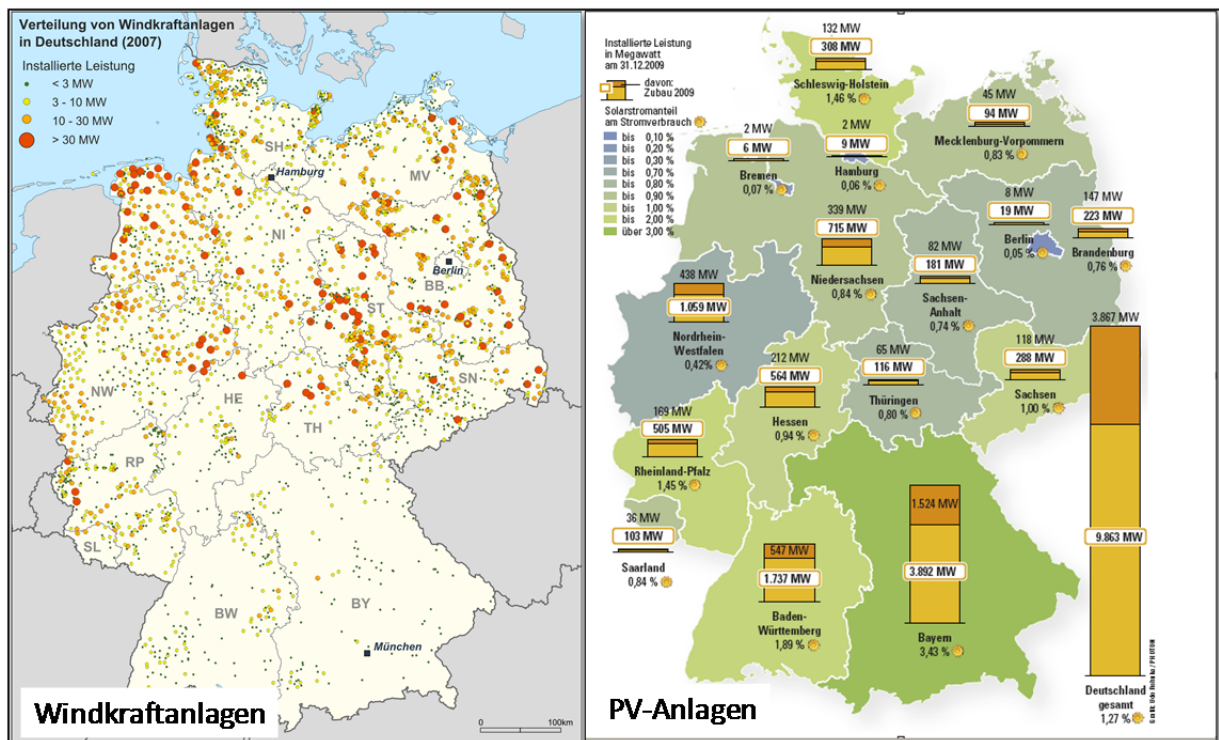 Verteilung von Windkraftanlagen
in Deutschland (2007)
Installierte Leistung
< 3 MW
3 - 10 MW
10 - 30 MW
> 30 MW
SH
Hamburg
MV
NI
Berlin
BB
ST
NW
HE
TH
SN
RP
SL
BW
BY
München
0
100km
Windkraftanlagen
Installierte Leistung
in Megawatt
am 31.12.2009
davon:
Zubau 2009
Solarstromanteil
am Stromverbrauch
bis 0,10 %
bis 0,20 %
bis 0,30 %
bis 0,70 %
bis 0,80 %
bis 0,90 %
bis 1,00 %
bis 2,00 %
über 3,00 %
132 MW
308 MW
Schleswig-Holstein
1,46 %
45 MW
94 MW
Mecklenburg-Vorpommern
0,83 %
2 MW
6 MW
Bremen
0,07 %
2 MW
9 MW
Hamburg
0,06 %
8 MW
19 MW
Berlin
0,05 %
147 MW
223 MW
Brandenburg
0,76 %
339 MW
715 MW
Niedersachsen
0,84 %
82 MW
181 MW
Sachsen-
Anhalt
0,74 %
438 MW
1.059 MW
Nordrhein-
Westfalen
0,42%
212 MW
564 MW
Hessen
0,94 %
65 MW
116 MW
Thüringen
0,80 %
118 MW
288 MW
Sachsen
1,00 %
169 MW
505 MW
Rheinland-Pfalz
1,45 %
36 MW
103 MW
Saarland
0,84 %
547 MW
1.737 MW
Baden-
Württemberg
1,89 %
1.524 MW
3.892 MW
Bayern
3,43 %
3.867 MW
9.863 MW
Deutschland
gesamt
1,27 %
PV-Anlagen